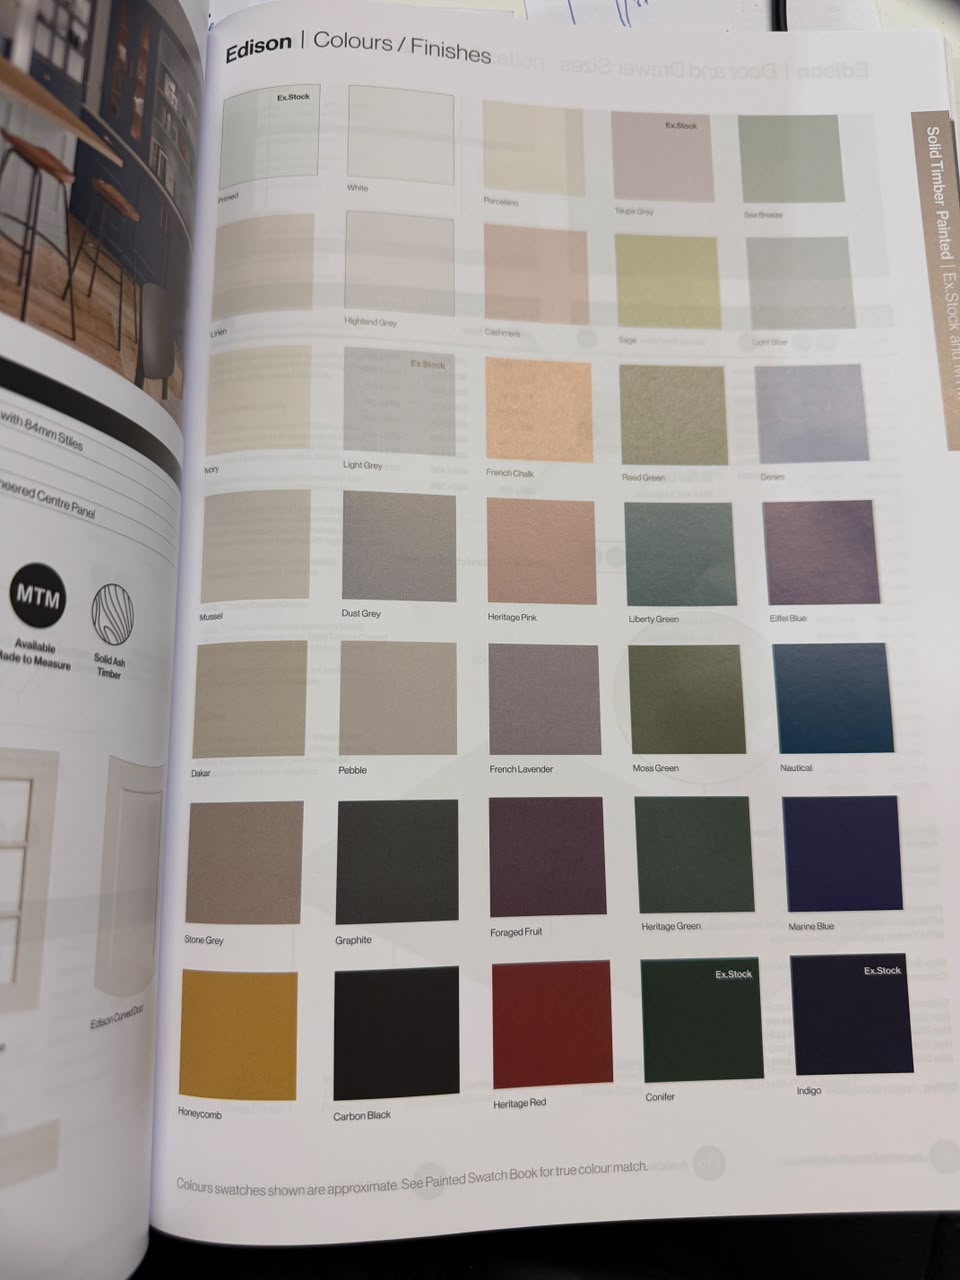 Edison | Colours / Finishes
Ex.Stock
Primed
White
Porcelano
Ex.Stock
Taupe Grey
Sea Breeze
Linen
Highland Grey
Cashmere
Sage
Light Blue
Ivory
Ex.Stock
Light Grey
French Chalk
Reed Green
Denim
Mussel
Dust Grey
Heritage Pink
Liberty Green
Eiffel Blue
Dakar
Pebble
French Lavender
Moss Green
Nautical
Stone Grey
Graphite
Foraged Fruit
Heritage Green
Marine Blue
Honeycomb
Carbon Black
Heritage Red
Ex.Stock
Conifer
Ex.Stock
Indigo
Colours swatches shown are approximate. See Painted Swatch Book for true colour match.
Solid Timber Painted | Ex.Stock and MTM
with 84mm Stiles
Centre Panel
MTM
Available
Made to Measure
Solid Ash
Timber
Edison Curved Door